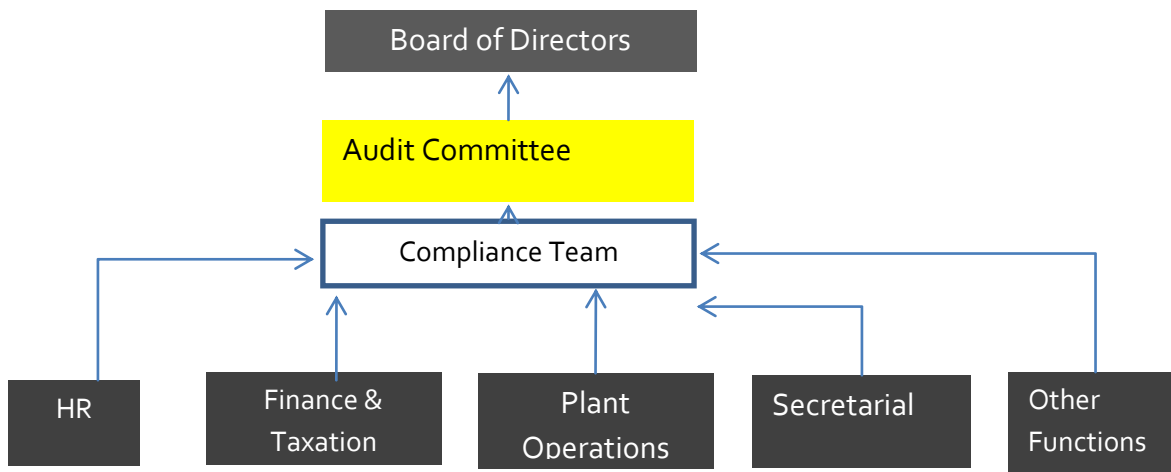 Board of Directors
Audit Committee
Compliance Team
HR
Finance &
Taxation
Plant
Operations
Secretarial
Other
Functions